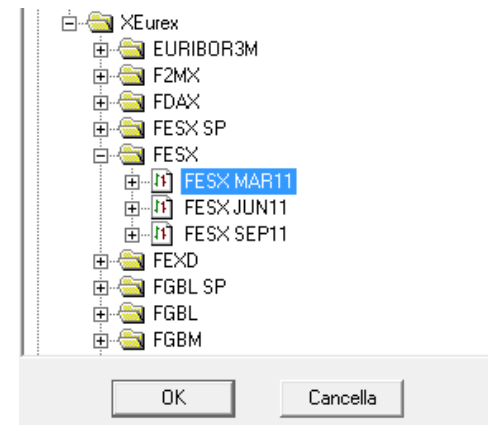 XEurex
EURIBOR3M
F2MX
FDAX
FESX SP
FESX
FESX MAR11
FESX JUN11
FESX SEP11
FEXD
FGBL SP
FGBL
FGBM
OK Cancella